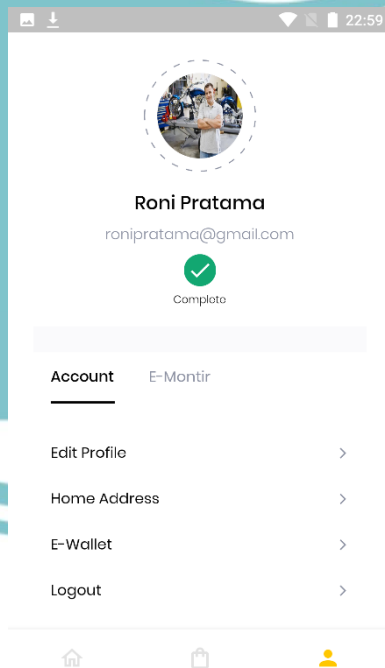 22:59
Roni Pratama
ronipratama@gmail.com
Complete
Account E-Montir
Edit Profile
Home Address
E-Wallet
Logout